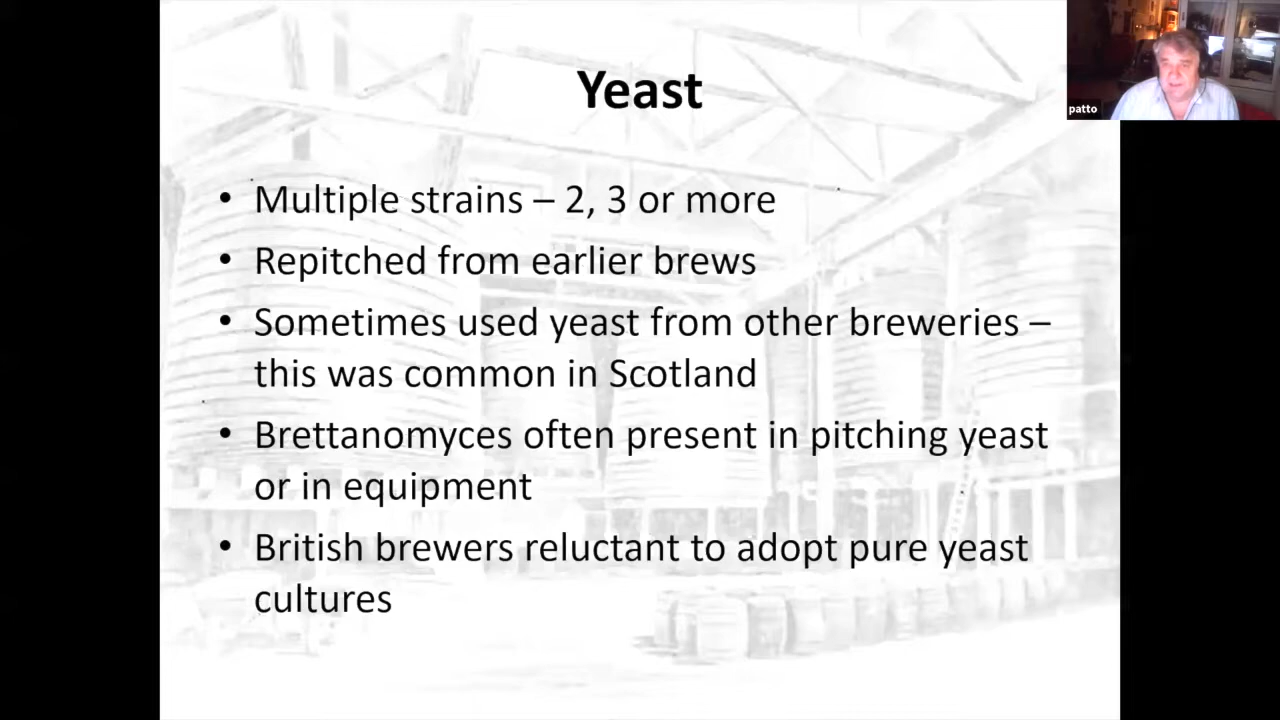 Yeast
patto
• Multiple strains – 2, 3 or more
• Repitched from earlier brews
• Sometimes used yeast from other breweries –
this was common in Scotland
• Brettanomyces often present in pitching yeast
or in equipment
• British brewers reluctant to adopt pure yeast
cultures